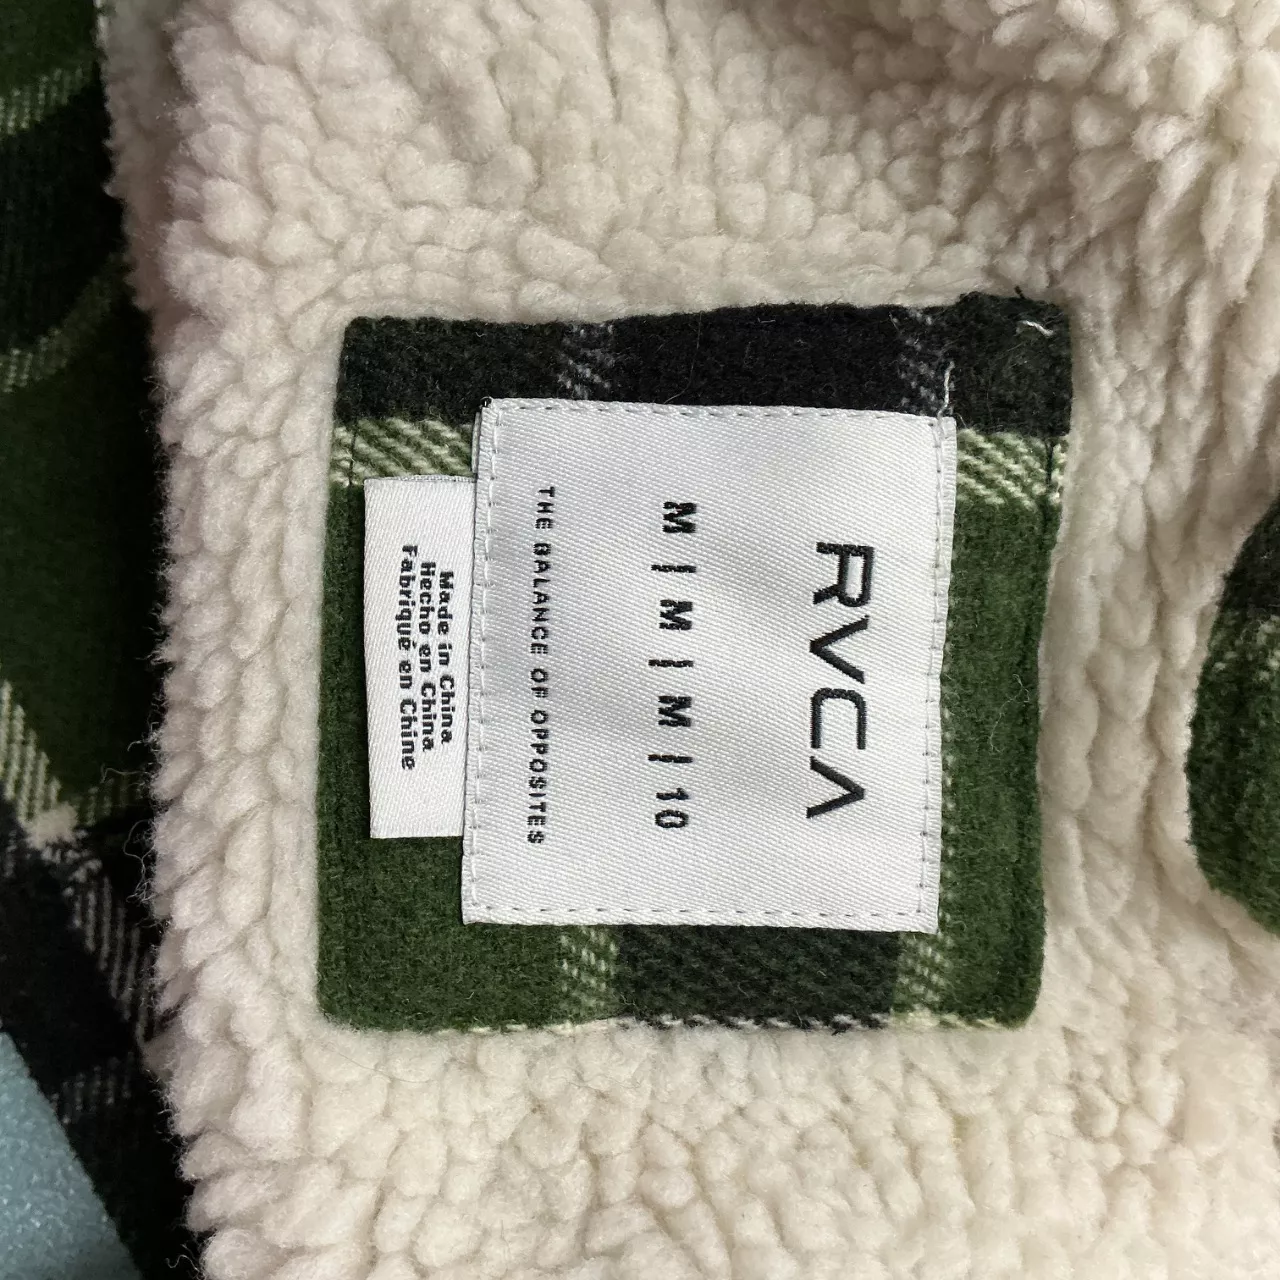 RVCA
M | M | M | 10
THE BALANCE OF OPPOSITES
Made in China
Hecho en China
Fabriqué en Chine